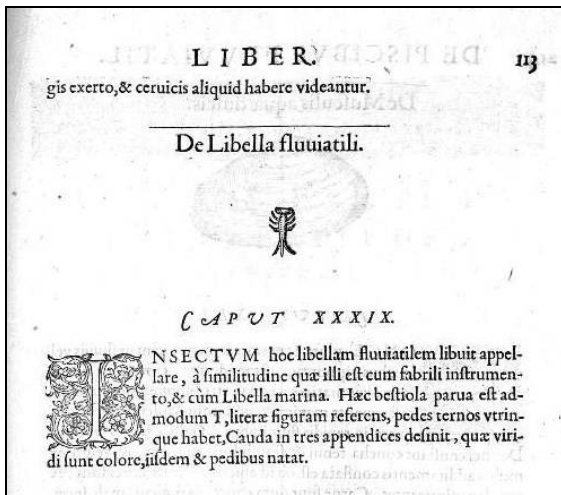 LIBER. 113
gis exerto,& ceruicis aliquid habere videantur.
De Libella fluuiatili.
CAPUT XXXIX.
INSECTVM hoc libellam fluuiatilem libuit appel-
lare, à ſimilitudine quæ illi eſt cum fabrili inſtrumen-
to,& cùm Libella marina. Hæc beſtiola parua eſt ad-
modum T,literæ figuram referens, pedes ternos vtrin-
que habet,Cauda in tres appendices deſinit, quæ viri-
di ſunt colore,iiſdem & pedibus natat.